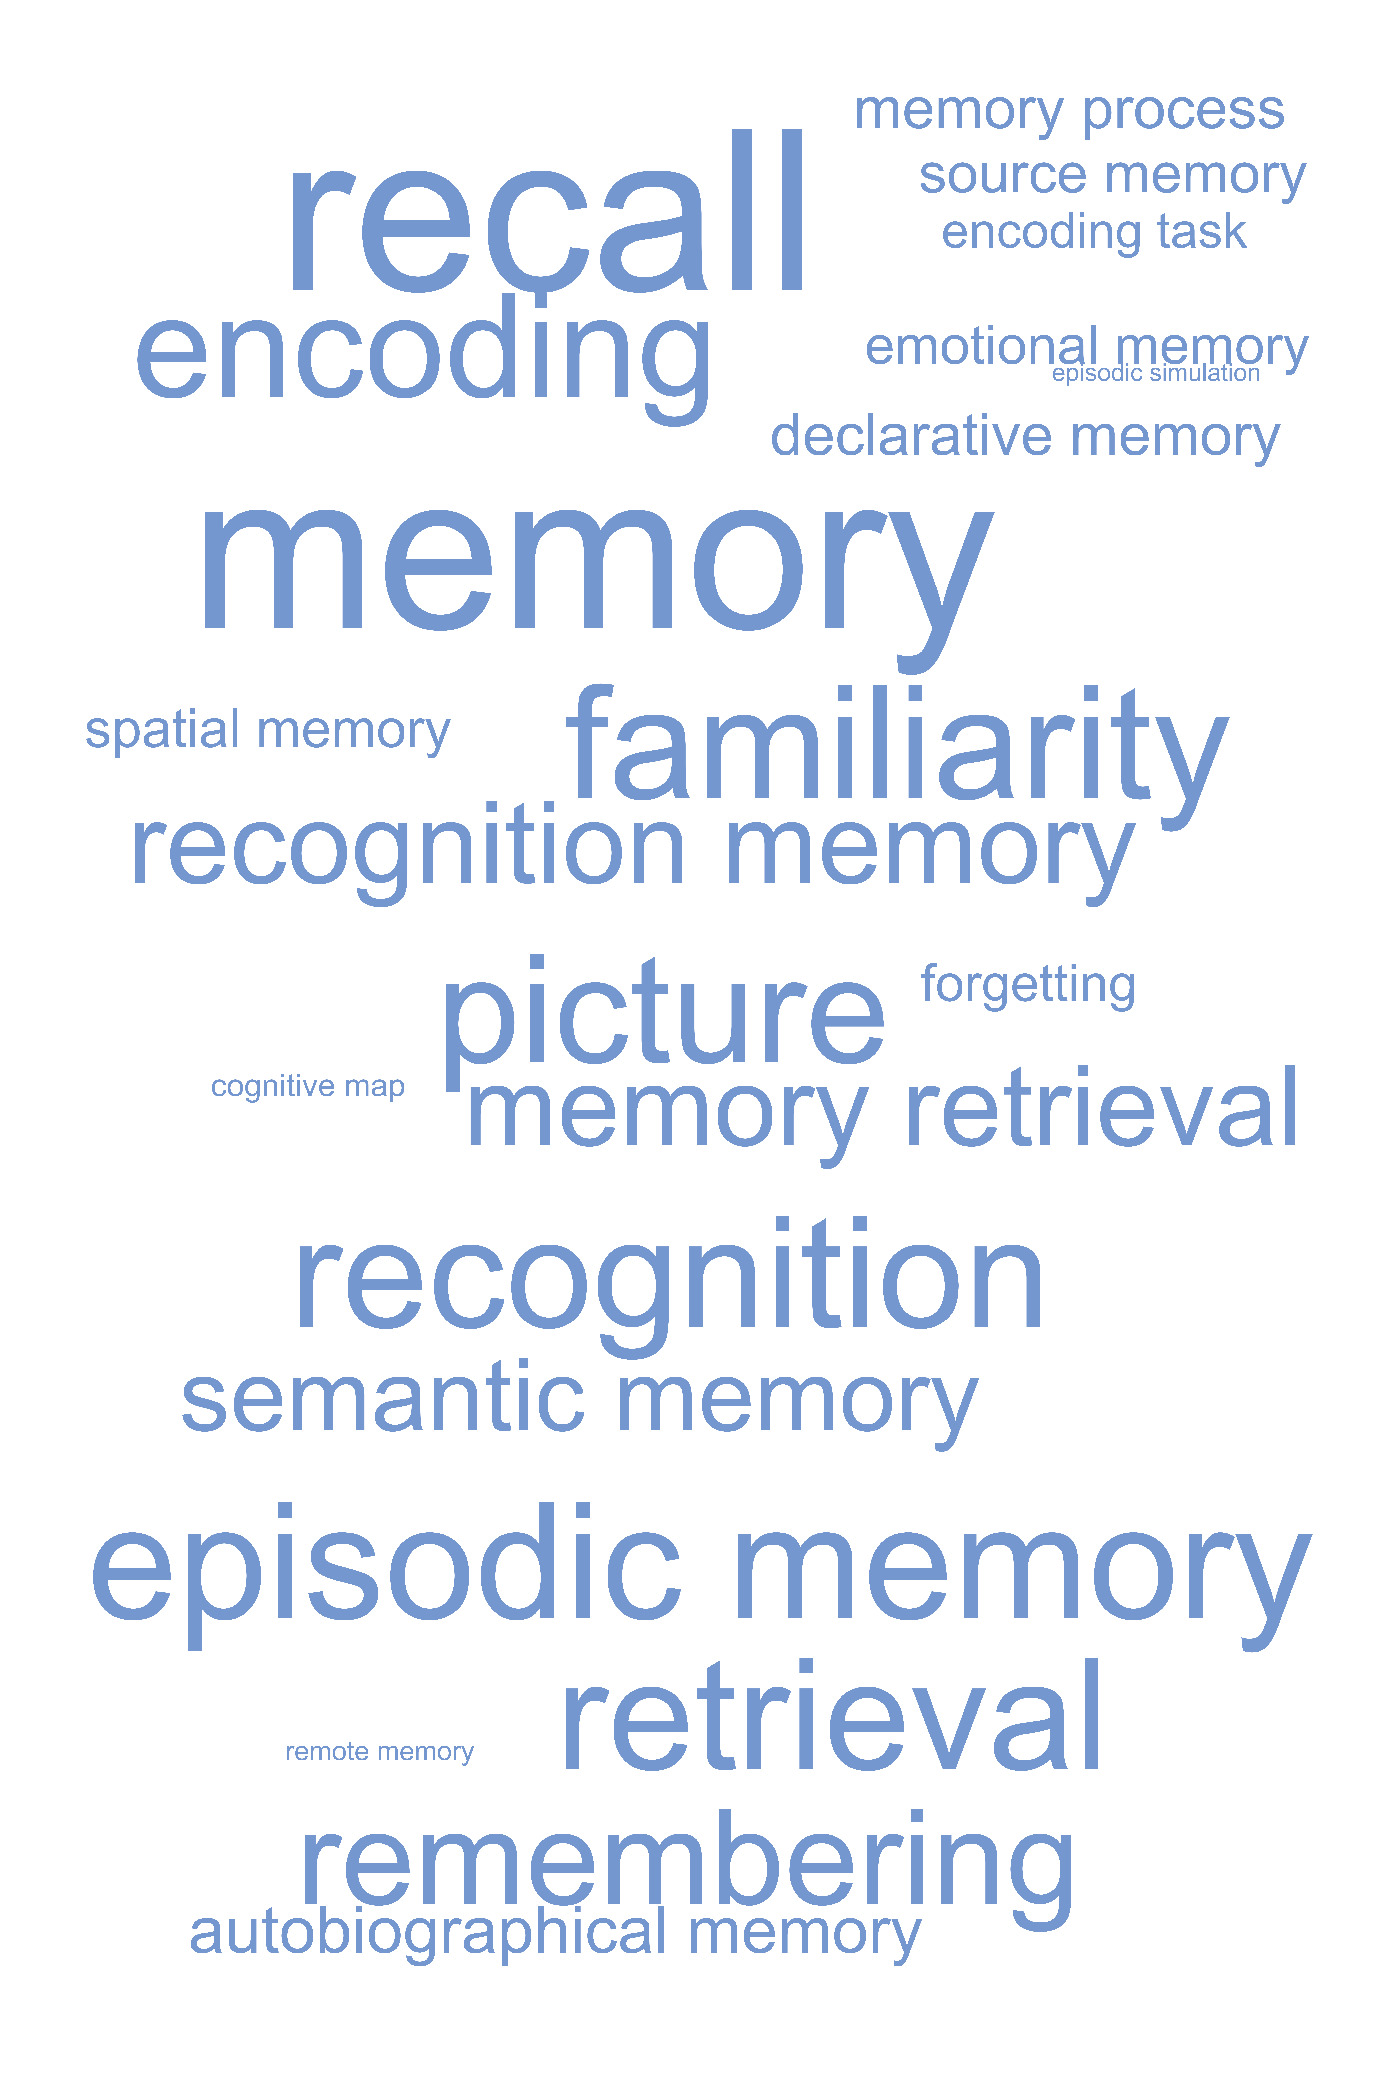 memory process
recall
source memory
encoding task
encoding
emotional memory
episodic simulation
declarative memory
memory
spatial memory
familiarity
recognition memory
picture
forgetting
cognitive map
memory retrieval
recognition
semantic memory
episodic memory
retrieval
remote memory
remembering
autobiographical memory